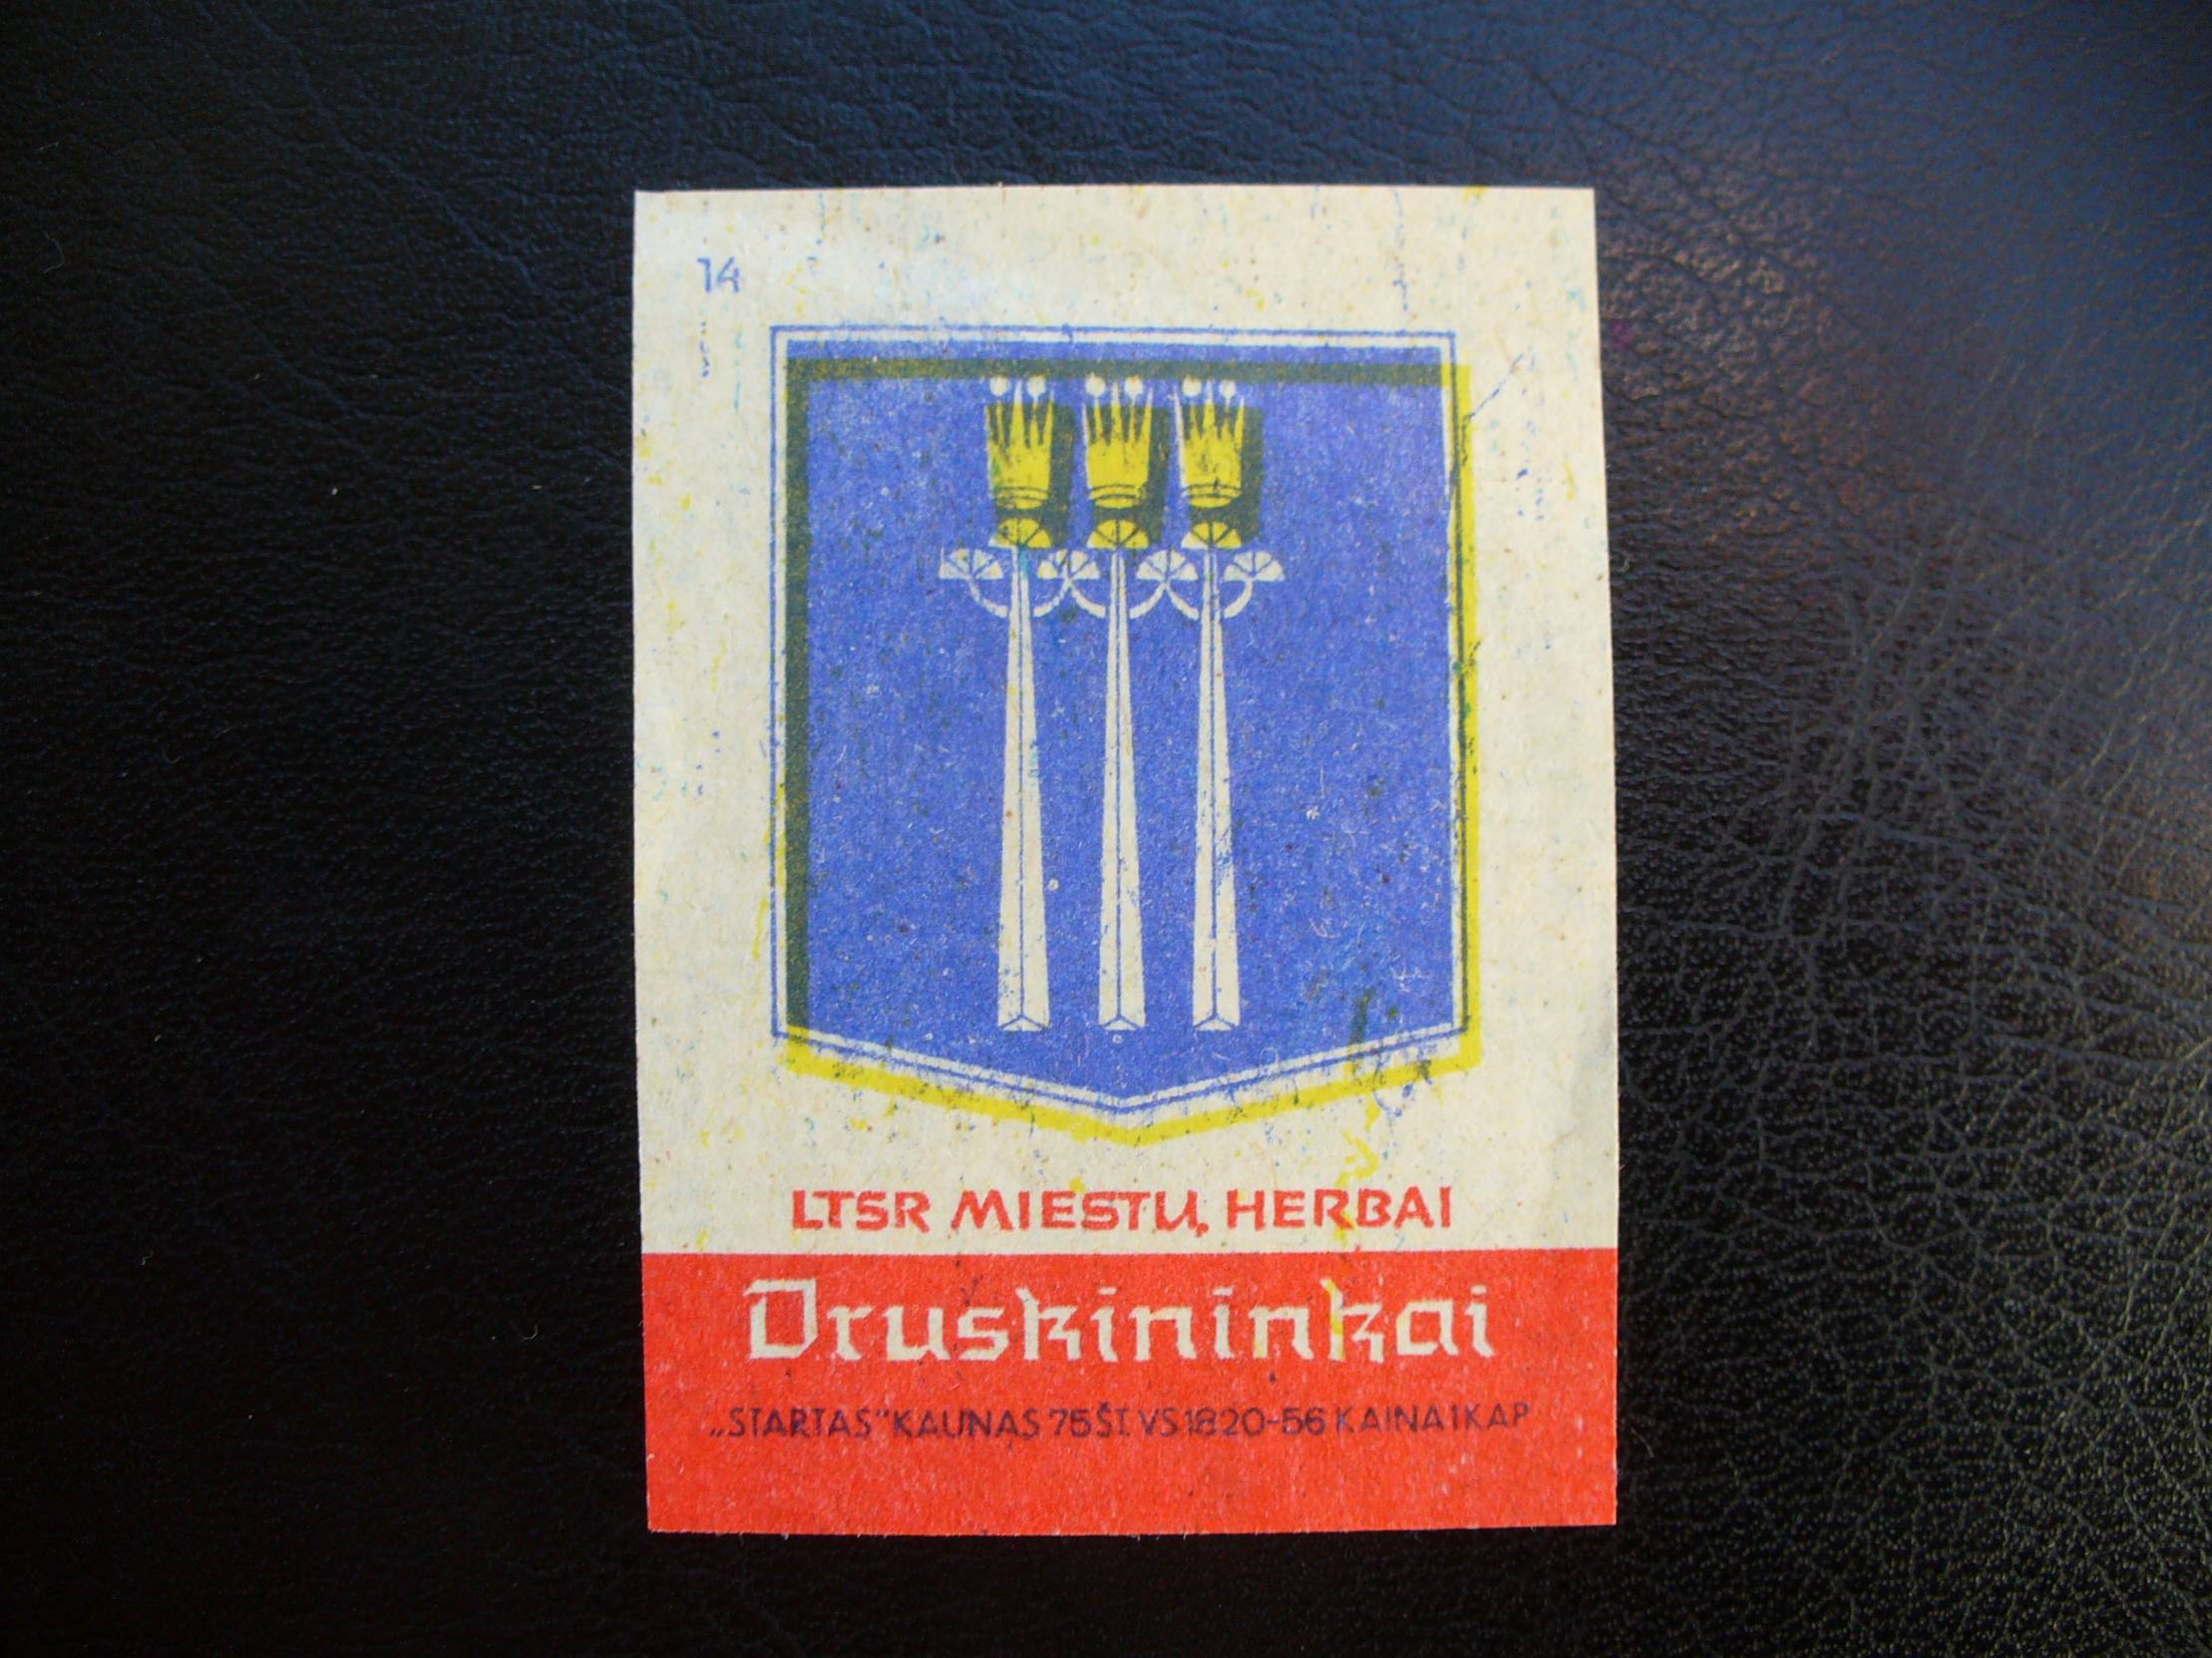 14
LTSR MIESTŲ HERBAI
Druskininkai
„STARTAS" KAUNAS 75 ŠT. VS 1820-56 KAINA 1 KAP